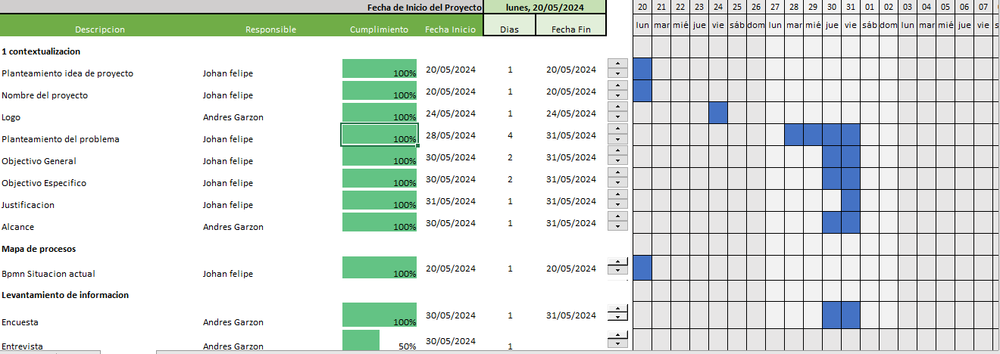 Fecha de Inicio del Proyecto lunes, 20/05/2024 20 21 22 23 24 25 26 27 28 29 30 31 01 02 03 04 05 06 07
Descripcion Responsible Cumplimiento Fecha Inicio Dias Fecha Fin lun mar mié jue vie sáb dom lun mar mié jue vie sáb dom lun mar mié jue vie s
1 contextualizacion
Planteamiento idea de proyecto Johan felipe 100% 20/05/2024 1 20/05/2024
Nombre del proyecto Johan felipe 100% 20/05/2024 1 20/05/2024
Logo Andres Garzon 100% 24/05/2024 1 24/05/2024
Planteamiento del problema Johan felipe 100% 28/05/2024 4 31/05/2024
Objectivo General Johan felipe 100% 30/05/2024 2 31/05/2024
Objectivo Especifico Johan felipe 100% 30/05/2024 2 31/05/2024
Justificacion Johan felipe 100% 31/05/2024 1 31/05/2024
Alcance Andres Garzon 100% 30/05/2024 1 31/05/2024
Mapa de procesos
Bpmn Situacion actual Johan felipe 100% 20/05/2024 1 20/05/2024
Levantamiento de informacion
Encuesta Andres Garzon 100% 30/05/2024 1 31/05/2024
Entrevista Andres Garzon 50% 30/05/2024 1